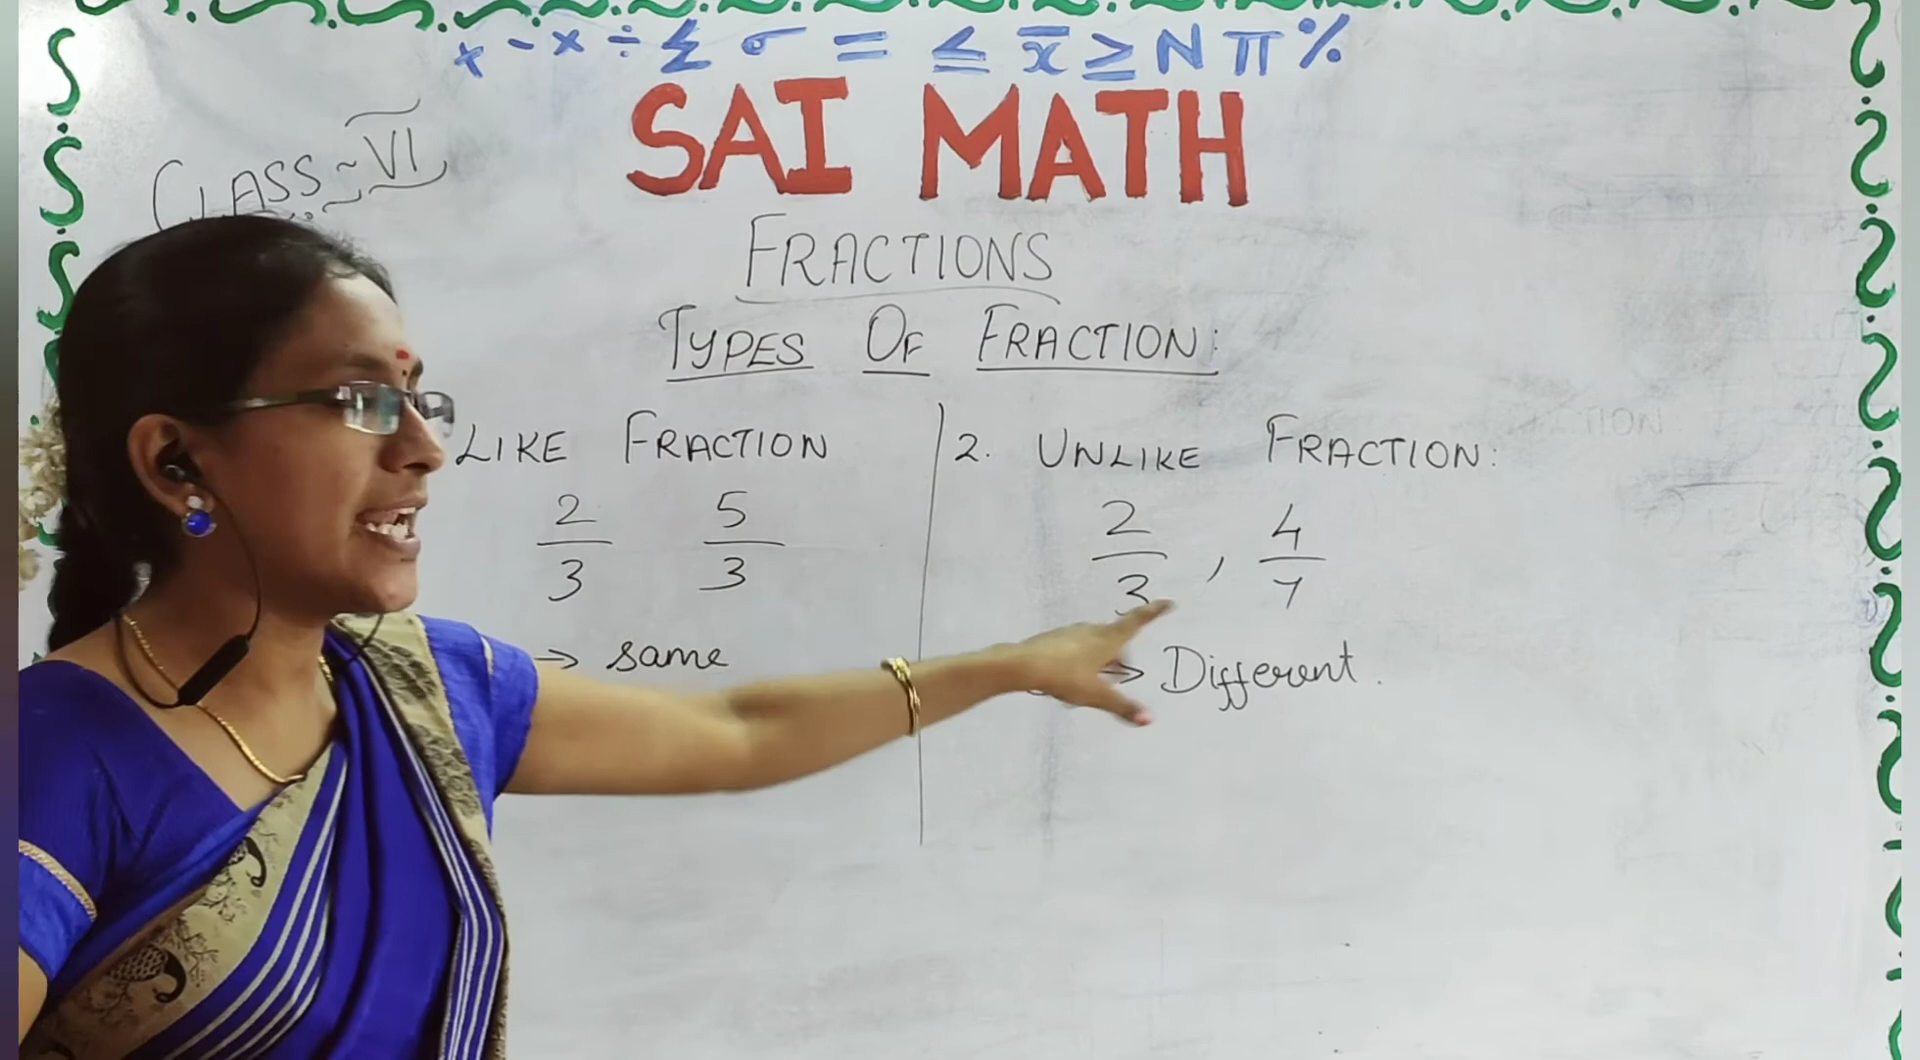 + - × ÷ ≤ σ = ≤ x̄ ≥ N π %
SAI MATH
CLASS ~ VI
FRACTIONS
TYPES OF FRACTION:
LIKE FRACTION
2/3 5/3
→ same
2. UNLIKE FRACTION:
2/3 , 4/7
→ Different.